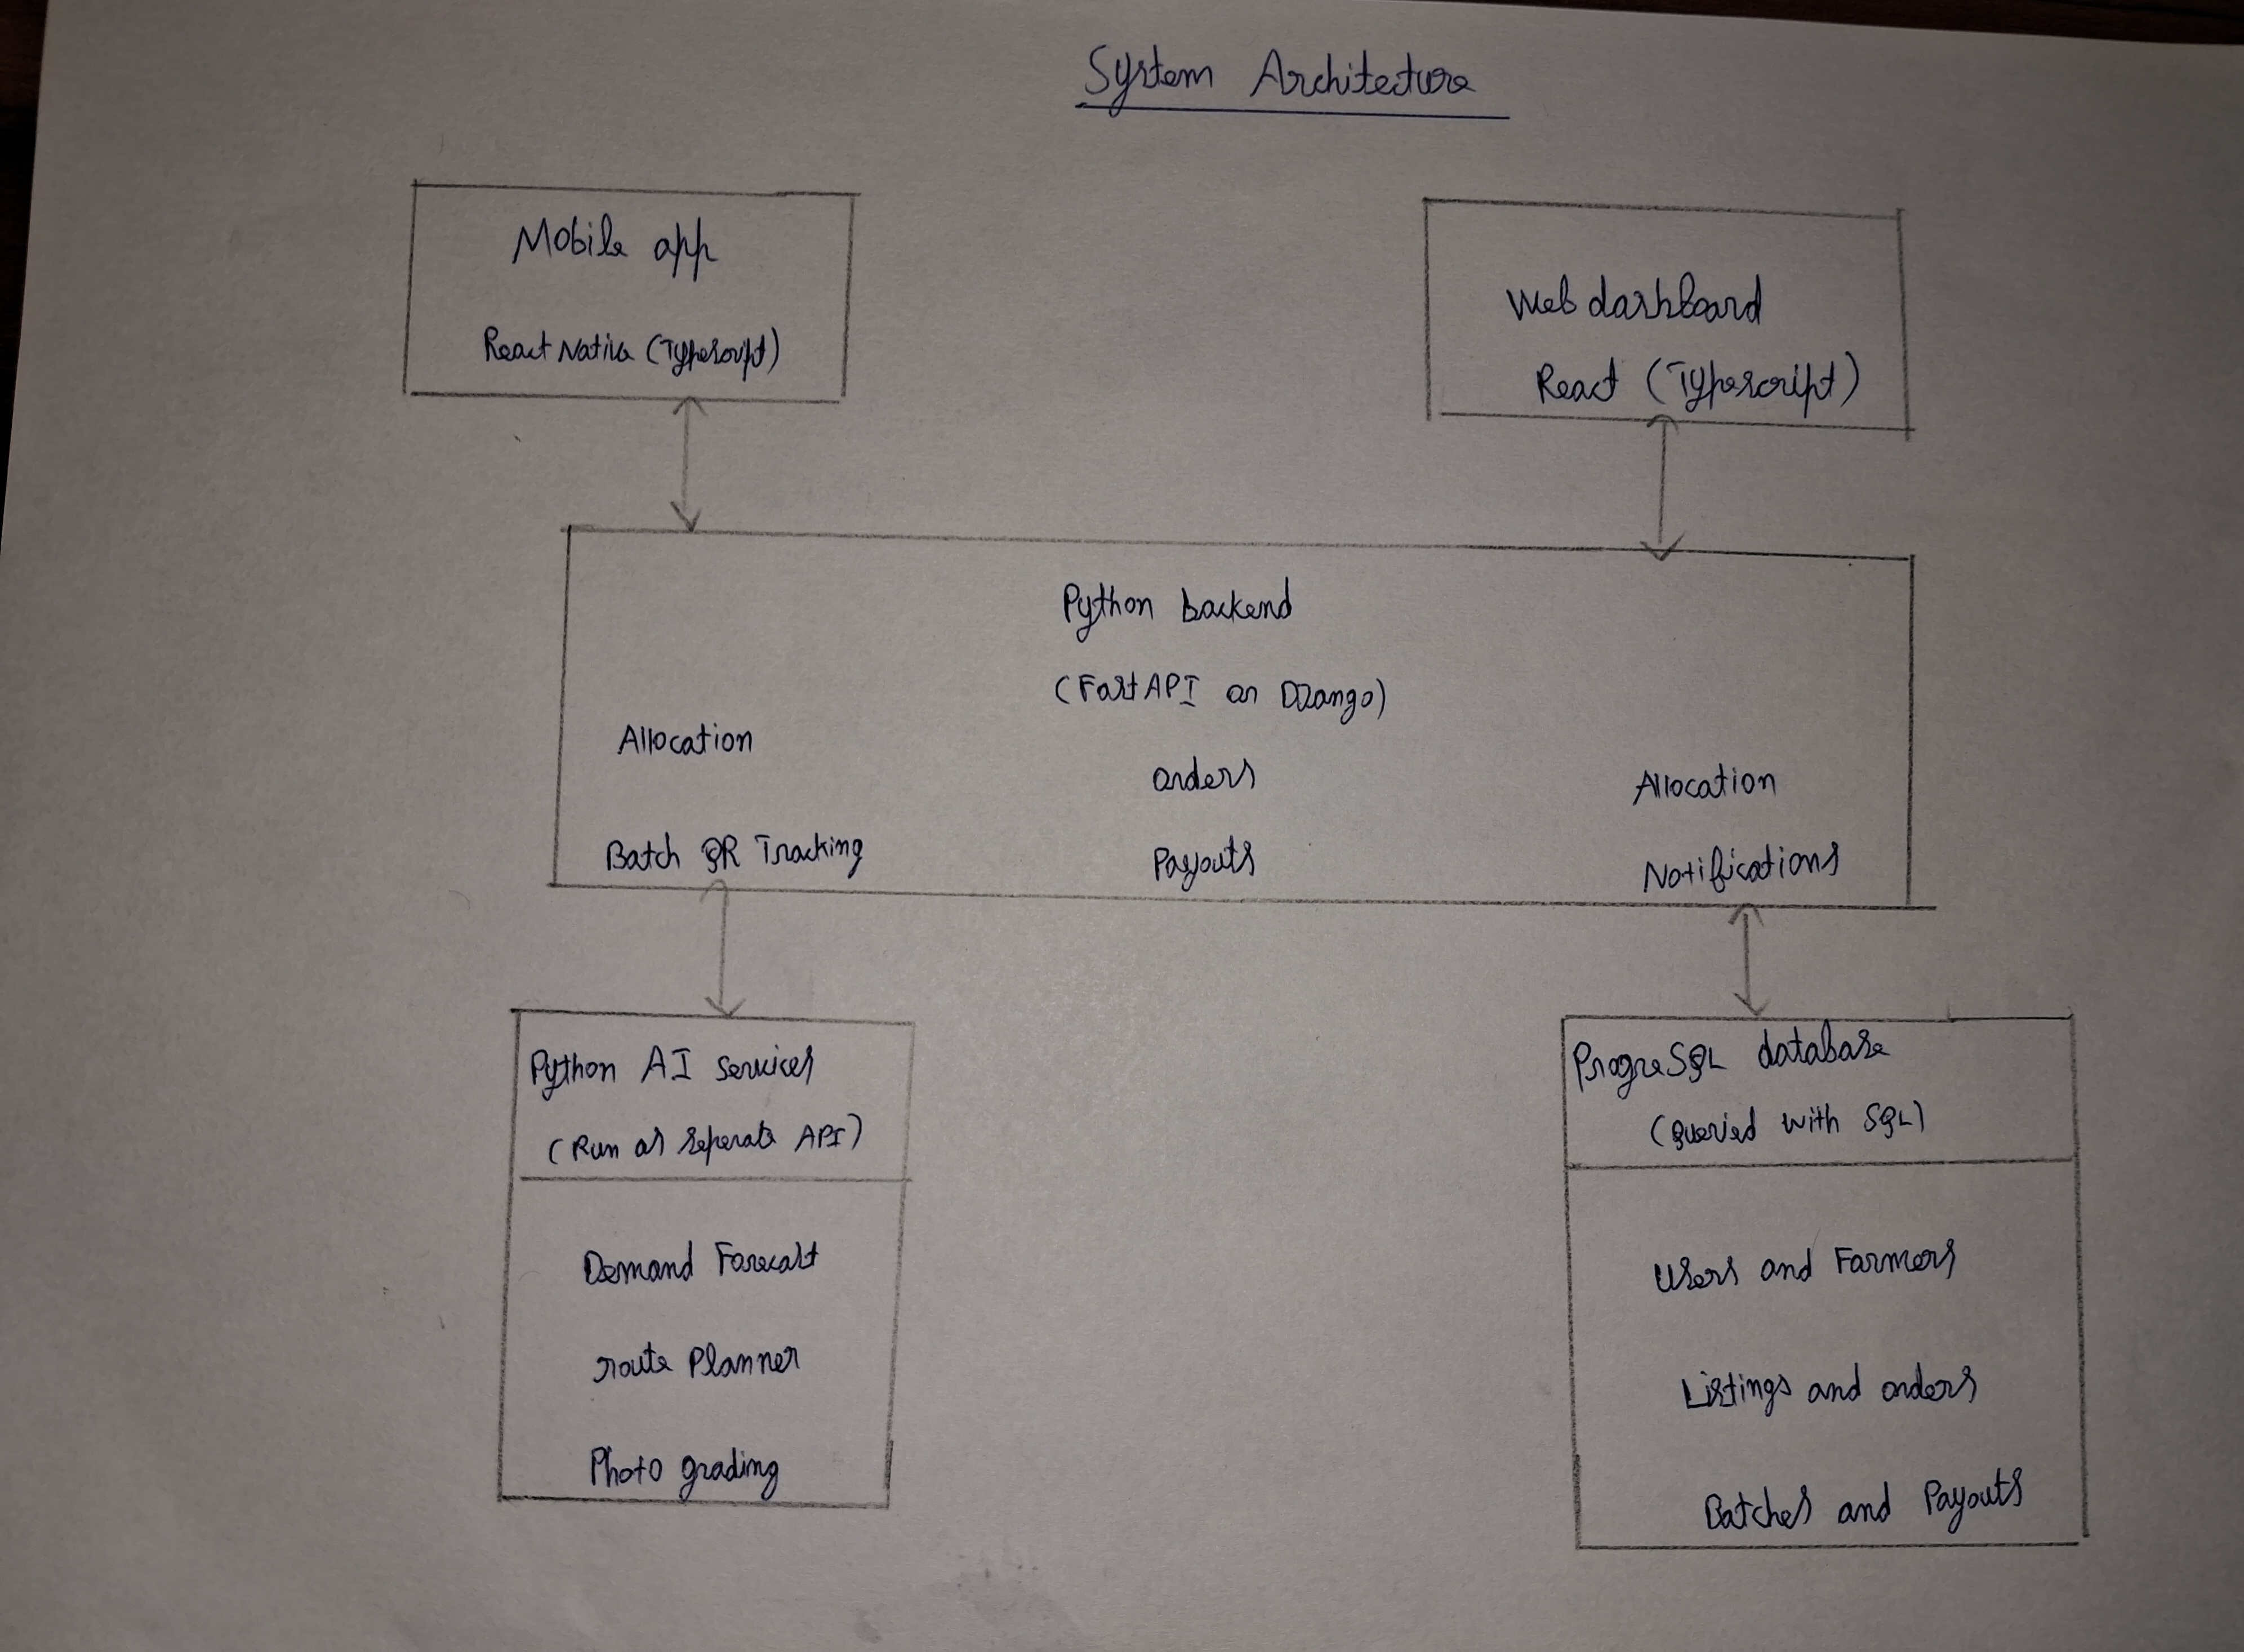 System Architecture
Mobile app
React Native (Typescript)
Web dashboard
React (Typescript)
Python backend
(FastAPI or Django)
Allocation
orders
Allocation
Batch QR Tracking
Payouts
Notifications
Python AI services
(Run as seperate API)
Demand Forecast
route Planner
Photo grading
ProgreSQL database
(Queried with SQL)
Users and Farmers
Listings and orders
Batches and Payouts